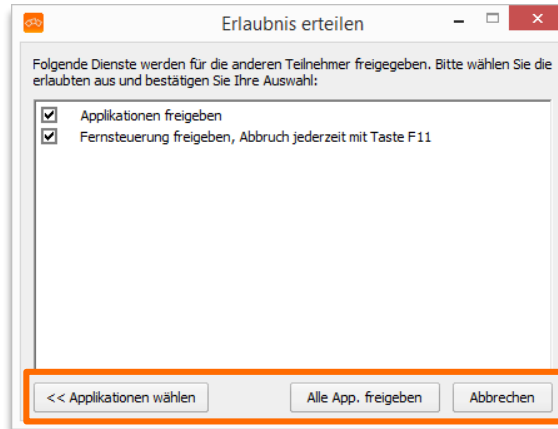 Erlaubnis erteilen
Folgende Dienste werden für die anderen Teilnehmer freigegeben. Bitte wählen Sie die
erlaubten aus und bestätigen Sie Ihre Auswahl:
Applikationen freigeben
Fernsteuerung freigeben, Abbruch jederzeit mit Taste F11
<< Applikationen wählen
Alle App. freigeben
Abbrechen